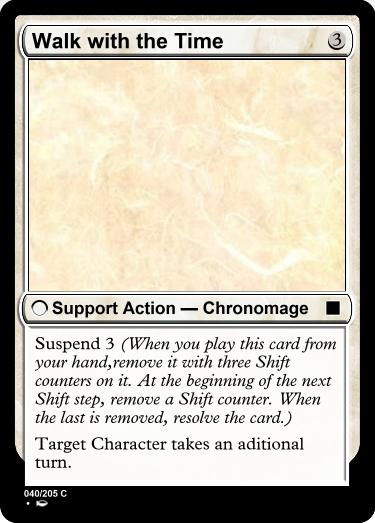 Walk with the Time 3
Support Action — Chronomage
Suspend 3 (When you play this card from
your hand,remove it with three Shift
counters on it. At the beginning of the next
Shift step, remove a Shift counter. When
the last is removed, resolve the card.)
Target Character takes an aditional
turn.
040/205 C